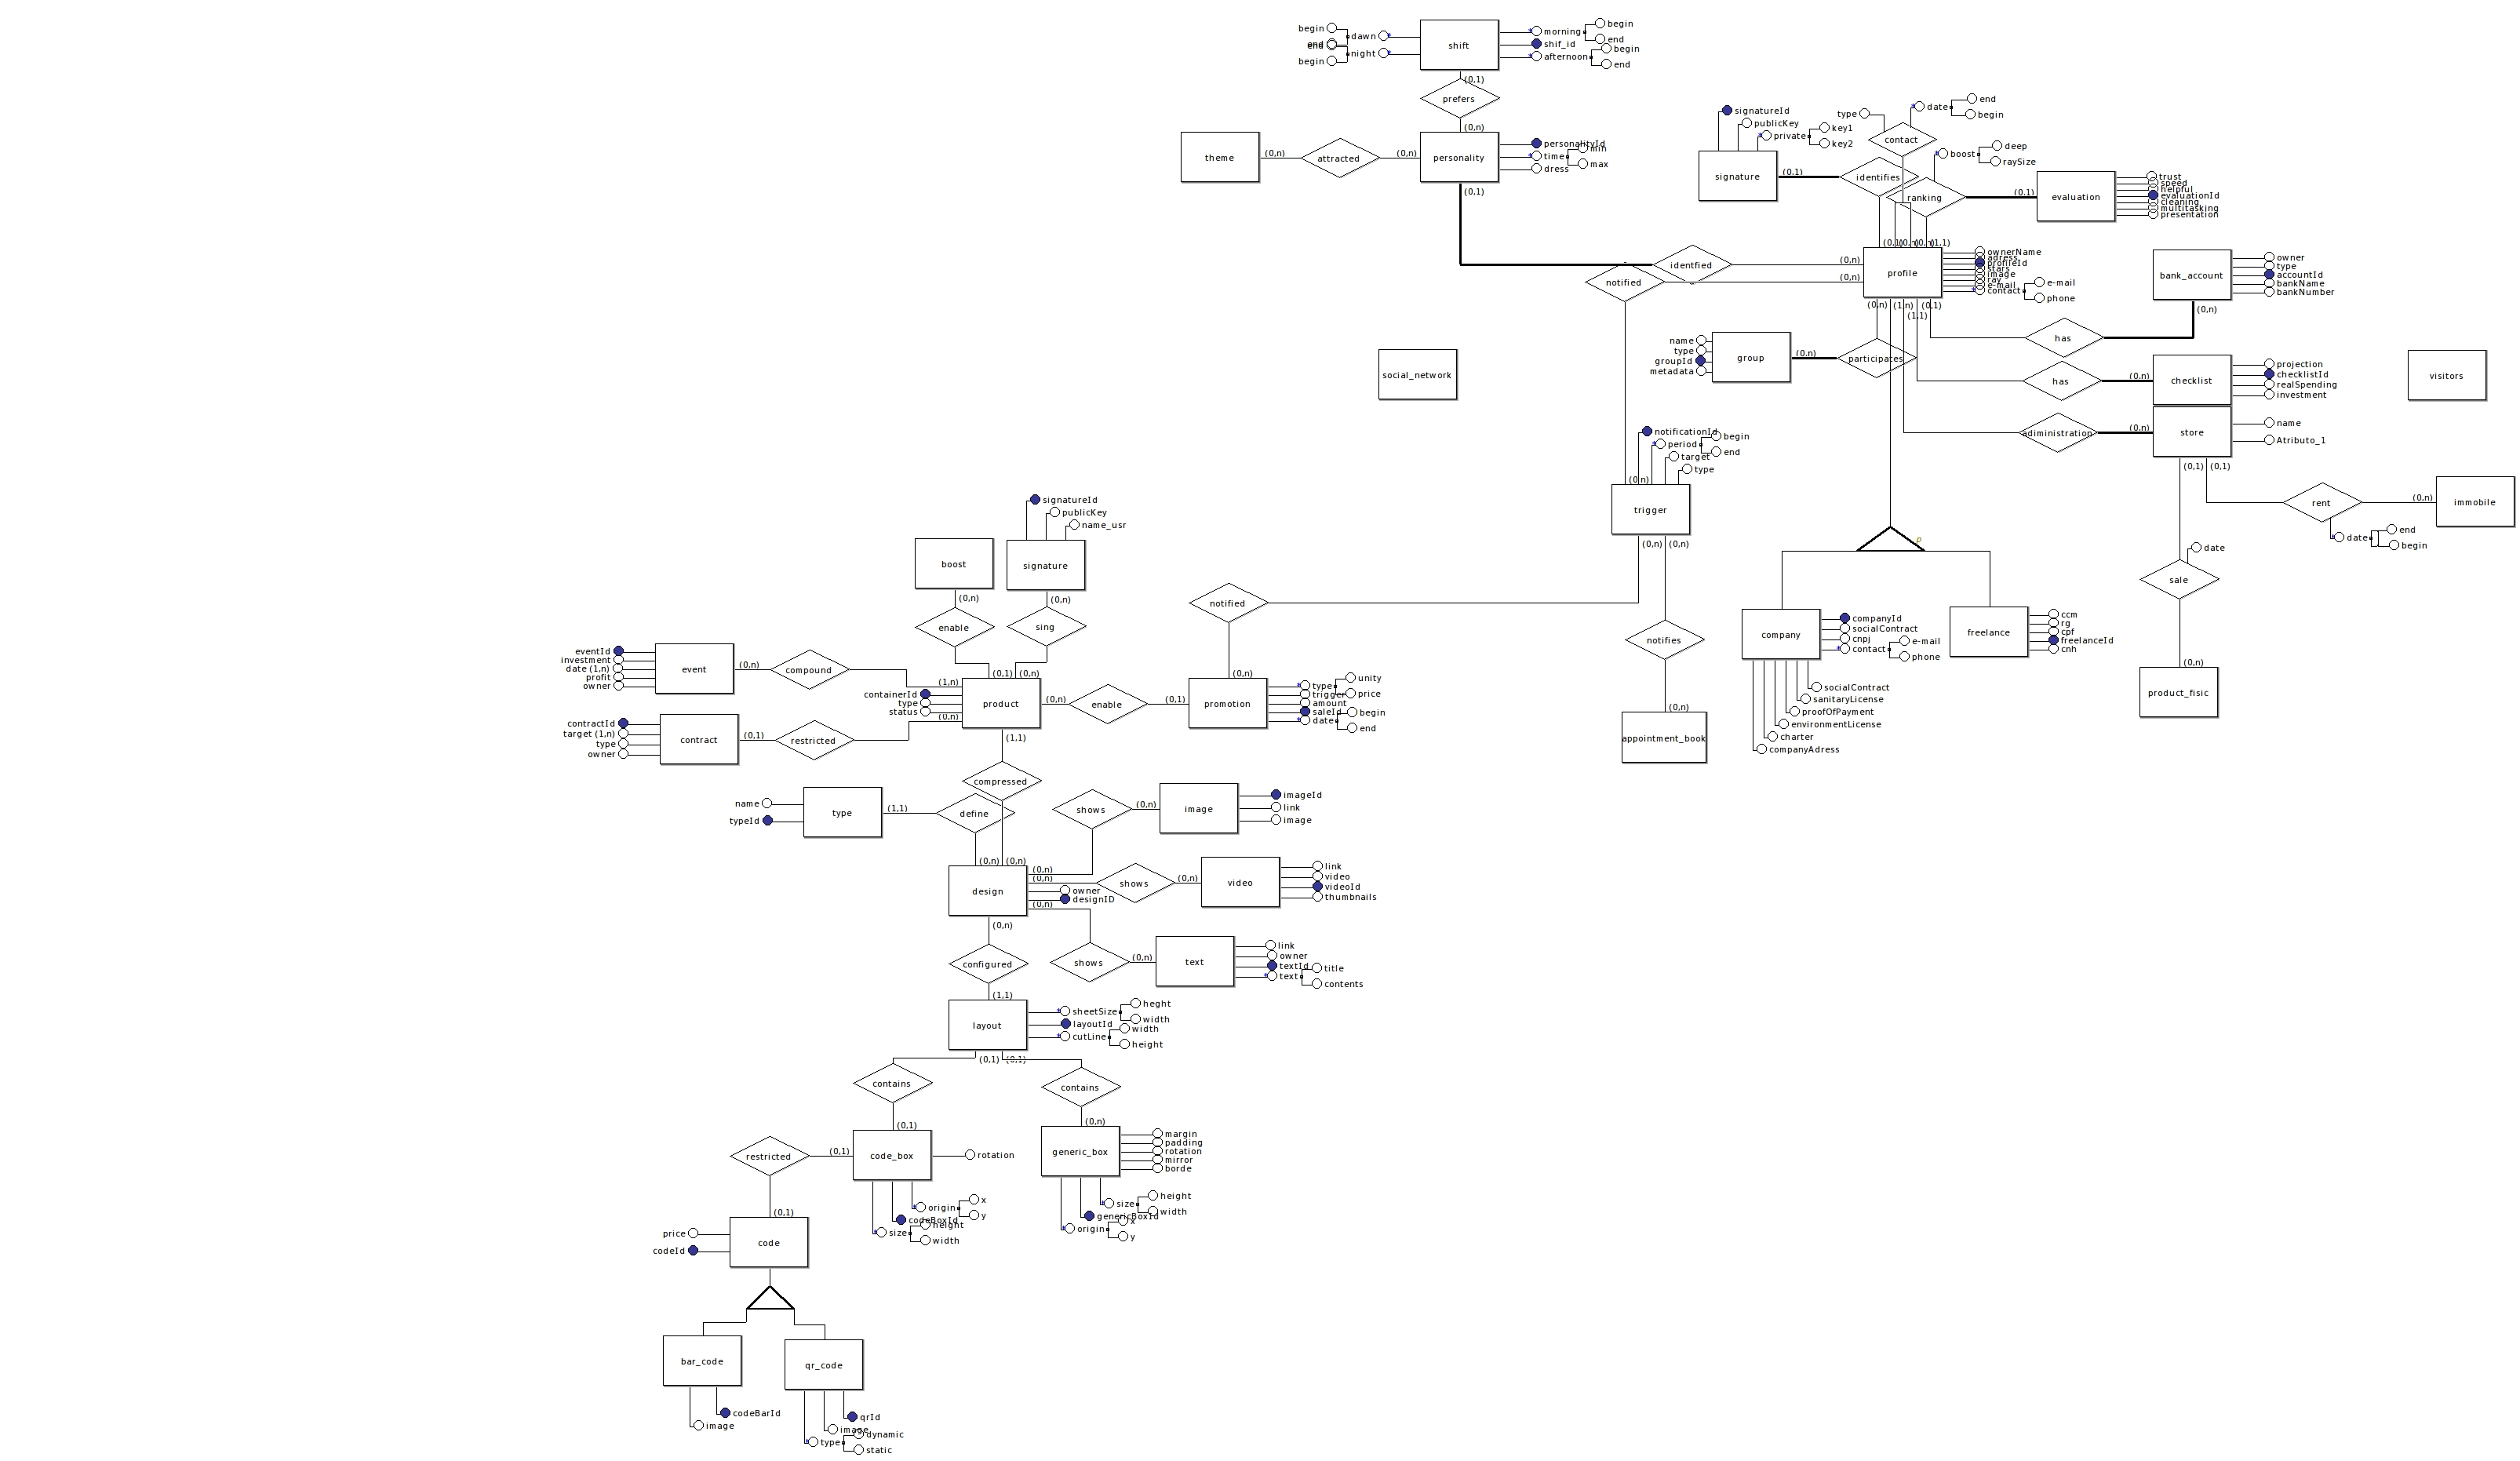 begin
end
begin
dawn
night
shift
morning
shif_id
afternoon
begin
end
begin
end
(0,1)
prefers
(0,n)
theme
(0,n)
attracted
(0,n)
personality
personalityId
time
dress
min
max
(0,1)
signatureId
publicKey
private
key1
key2
signature
(0,1)
identifies
type
date
end
begin
contact
boost
deep
raySize
ranking
(0,1)
evaluation
trust
speed
helpful
evaluationId
cleaning
multitasking
presentation
identfied
(0,n)
notified
(0,n)
(0,1)
(0,n)
(0,n)
(1,1)
profile
ownerName
adress
profileId
stars
image
ray
e-mail
contact
e-mail
phone
(0,n)
(1,n)
(0,1)
(1,1)
bank_account
owner
type
accountId
bankName
bankNumber
(0,n)
has
name
type
groupId
metadata
group
(0,n)
participates
social_network
has
(0,n)
checklist
projection
checklistId
realSpending
investment
visitors
adiministration
(0,n)
store
name
Atributo_1
(0,1)
(0,1)
rent
(0,n)
immobile
date
end
begin
date
sale
(0,n)
product_fisic
notificationId
period
begin
end
target
type
(0,n)
trigger
(0,n)
(0,n)
notifies
(0,n)
appointment_book
p
company
companyId
socialContract
cnpj
contact
e-mail
phone
socialContract
sanitaryLicense
proofOfPayment
environmentLicense
charter
companyAdress
freelance
ccm
rg
cpf
freelanceId
cnh
signatureId
publicKey
name_usr
boost
signature
(0,n)
(0,n)
enable
sing
notified
eventId
investment
date (1,n)
profit
owner
event
(0,n)
compound
(1,n)
(0,1)
(0,n)
containerId
type
status
(0,n)
product
(0,n)
enable
(0,1)
(0,n)
promotion
type
trigger
amount
saleId
date
unity
price
begin
end
contractId
target (1,n)
type
owner
contract
(0,1)
restricted
(1,1)
compressed
name
typeId
type
(1,1)
define
shows
(0,n)
image
imageId
link
image
(0,n)
(0,n)
(0,n)
(0,n)
design
owner
designID
(0,n)
shows
(0,n)
video
link
video
videoId
thumbnails
(0,n)
configured
shows
(0,n)
text
link
owner
textId
text
title
contents
(1,1)
layout
sheetSize
layoutId
cutLine
heght
width
width
height
(0,1)
(0,1)
contains
contains
(0,1)
(0,n)
restricted
(0,1)
code_box
rotation
origin
x
y
codeBoxId
size
height
width
generic_box
margin
padding
rotation
mirror
borde
size
height
width
genericBoxId
origin
x
y
(0,1)
price
codeId
code
bar_code
qr_code
codeBarId
image
qrId
image
type
dynamic
static